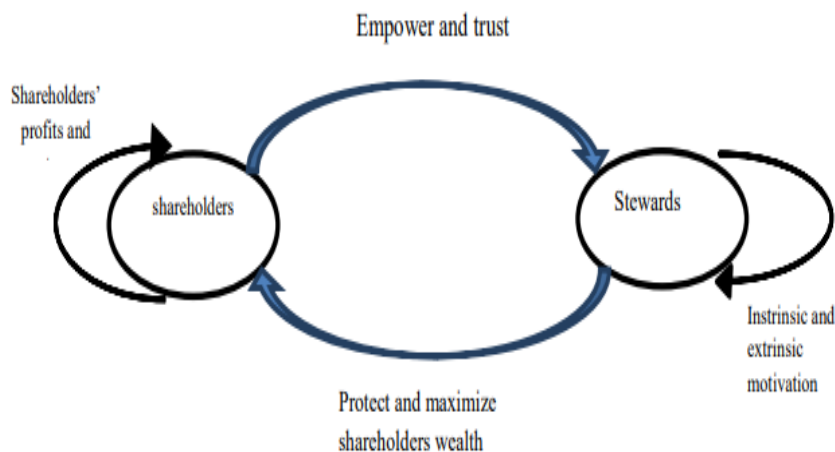 Empower and trust
Shareholders'
profits and
shareholders
Stewards
Instrinsic and
extrinsic
motivation
Protect and maximize
shareholders wealth